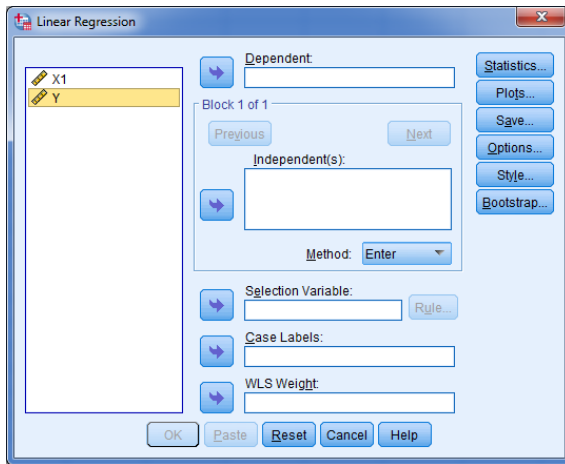 Linear Regression
X1
Y
Dependent:
Block 1 of 1
Previous
Next
Independent(s):
Method:
Enter
Selection Variable:
Rule...
Case Labels:
WLS Weight:
Statistics...
Plots...
Save...
Options...
Style...
Bootstrap...
OK
Paste
Reset
Cancel
Help